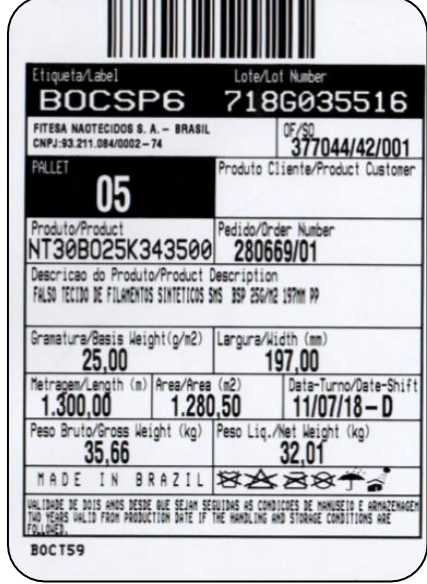 Etiqueta/Label Lote/Lot Number
BOCSP6 718G035516
FITESA NAOTECIDOS S. A. - BRASIL
CNPJ:93.211.084/0002-74
OF/SO
377044/42/001
PALLET
05
Produto Cliente/Product Customer
Produto/Product
NT30BO25K343500
Pedido/Order Number
280669/01
Descricao do Produto/Product Description
FALSO TECIDO DE FILAMENTOS SINTETICOS SMS BSP 25G/M2 197MM PP
Gramatura/Basis Weight(g/m2)
25,00
Largura/Width (mm)
197,00
Metragem/Length (m)
1.300,00
Area/Area (m2)
1.280,50
Data-Turno/Date-Shift
11/07/18-D
Peso Bruto/Gross Weight (kg)
35,66
Peso Liq./Net Weight (kg)
32,01
MADE IN BRAZIL
VALIDADE DE DOIS ANOS DESDE QUE SEJAM SEGUIDAS AS CONDICOES DE MANUSEIO E ARMAZENAGEM
TWO YEARS VALID FROM PRODUCTION DATE IF THE HANDLING AND STORAGE CONDITIONS ARE
FOLLOWED.
BOCT59